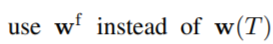 use w^f instead of w(T)